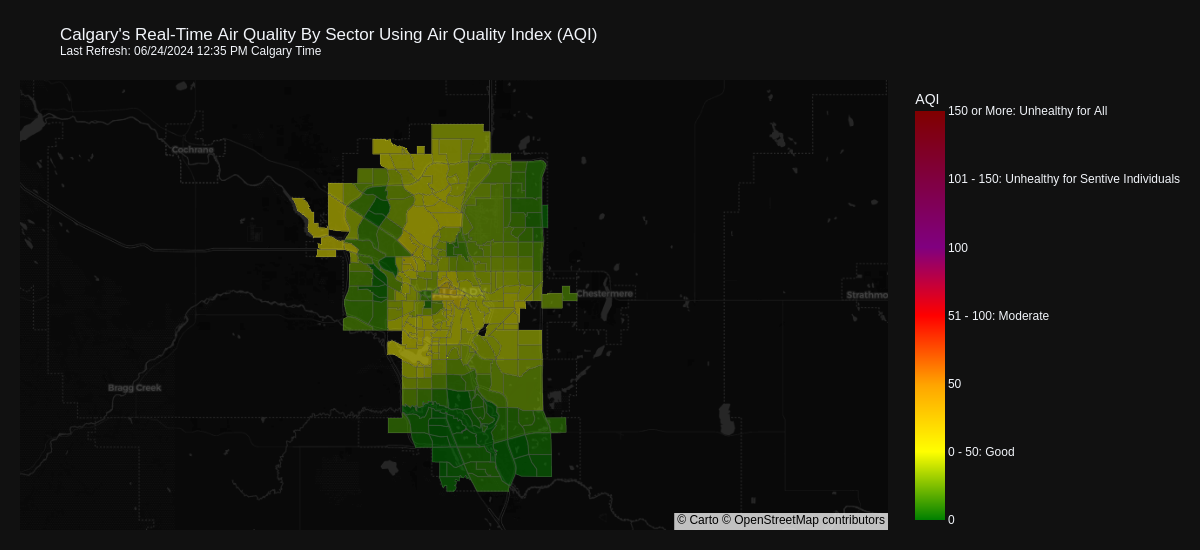 Calgary's Real-Time Air Quality By Sector Using Air Quality Index (AQI)
Last Refresh: 06/24/2024 12:35 PM Calgary Time
AQI
150 or More: Unhealthy for All
101 - 150: Unhealthy for Sentive Individuals
100
51 - 100: Moderate
50
0 - 50: Good
0
Cochrane
CALGARY
Chestermere
Strathmo
Bragg Creek
© Carto © OpenStreetMap contributors